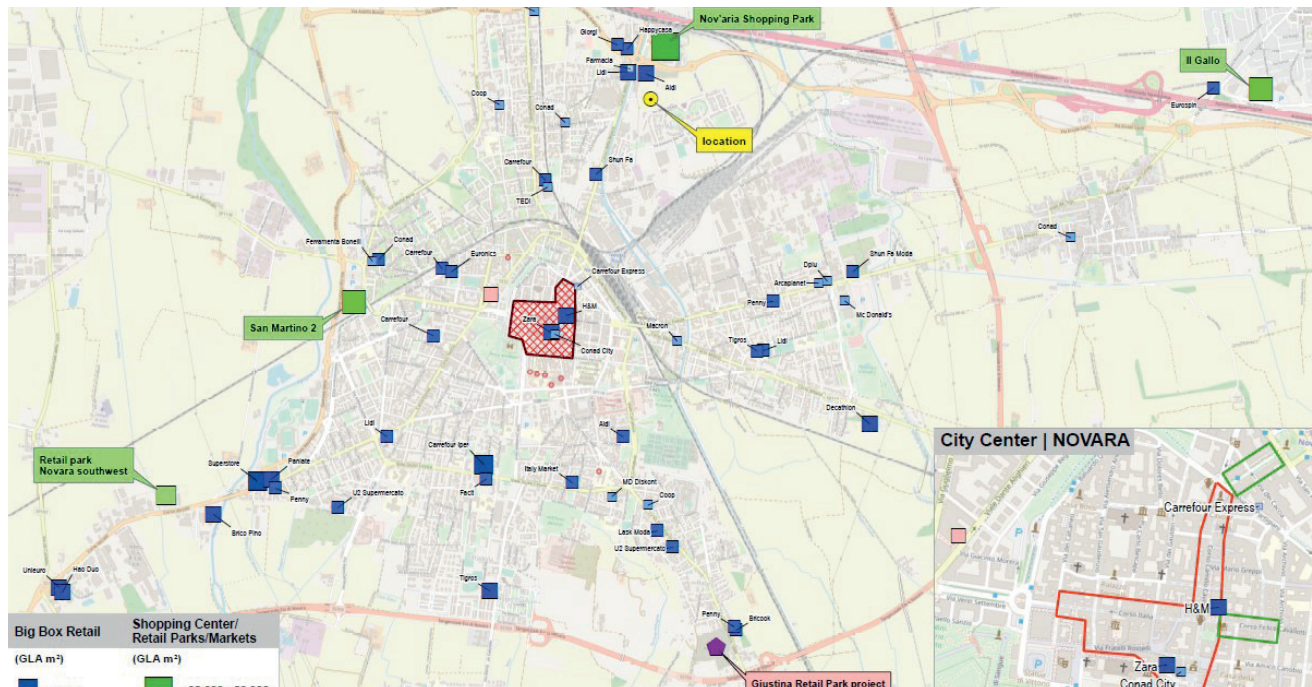 Nov'aria Shopping Park
Giorgi
Happycasa
Farmacia
Lidl
Aldi
Il Gallo
Eurospin
Coop
Conad
location
Carrefour
Shun Fa
TEDI
Conad
Ferramenta Bonelli
Conad
Carrefour
Euronics
Carrefour Express
Dpiu
Shun Fa Moda
Arcaplanet
Penny
Mc Donald's
San Martino 2
Carrefour
Zara
H&M
Conad City
Macron
Tigros
Lidl
Decathlon
Lidl
Carrefour Iper
Aldi
Retail park
Novara southwest
Superstore
Paniate
Penny
U2 Supermercato
Facit
Italy Market
MD Diskont
Coop
Brico Pino
Lask Moda
U2 Supermercato
Unieuro
Hao Duo
Tigros
Penny
Bricook
Giustina Retail Park project
Big Box Retail
Shopping Center/
Retail Parks/Markets
(GLA m²)
(GLA m²)
City Center | NOVARA
Carrefour Express
H&M
Zara
Conad City